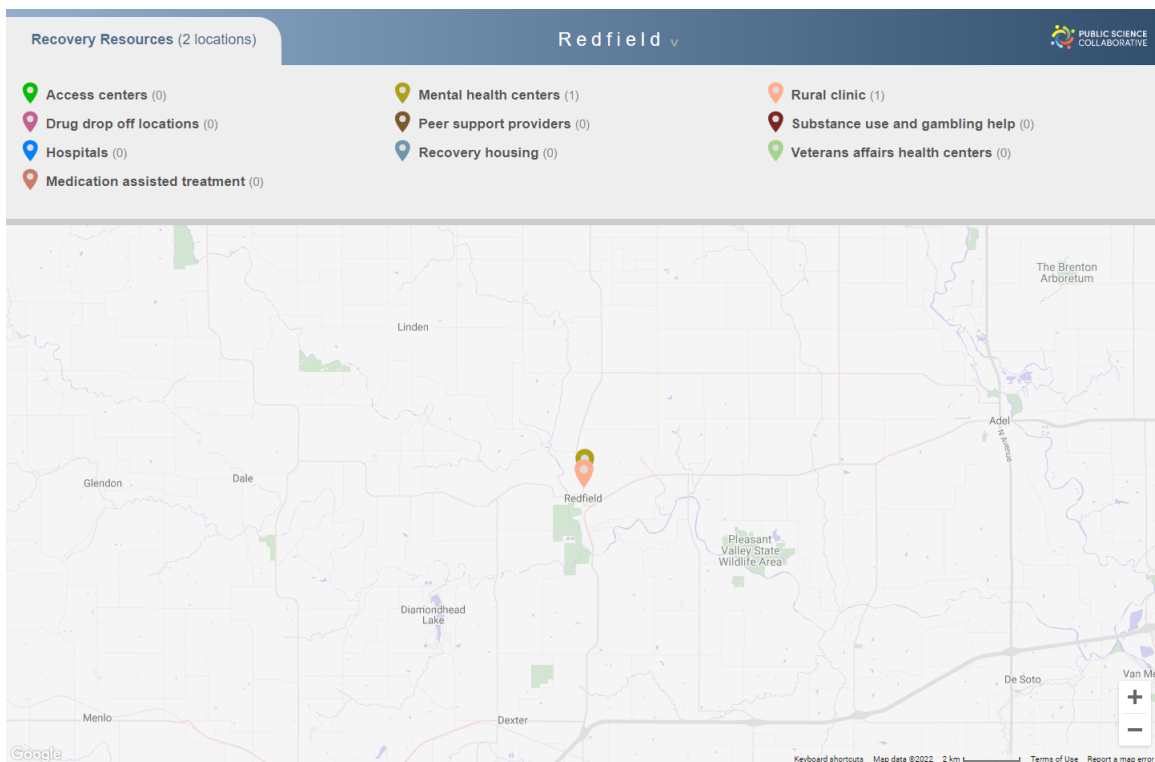 Recovery Resources (2 locations)
Redfield v
PUBLIC SCIENCE
COLLABORATIVE
Access centers (0)
Mental health centers (1)
Rural clinic (1)
Drug drop off locations (0)
Peer support providers (0)
Substance use and gambling help (0)
Hospitals (0)
Recovery housing (0)
Veterans affairs health centers (0)
Medication assisted treatment (0)
The Brenton
Arboretum
Linden
Adel
N Avenue
Dale
Glendon
Redfield
Pleasant
Valley State
Wildlife Area
Diamondhead
Lake
De Soto
Van Me
Menlo
Dexter
+
−
Google
Keyboard shortcuts Map data ©2022 2 km Terms of Use Report a map error